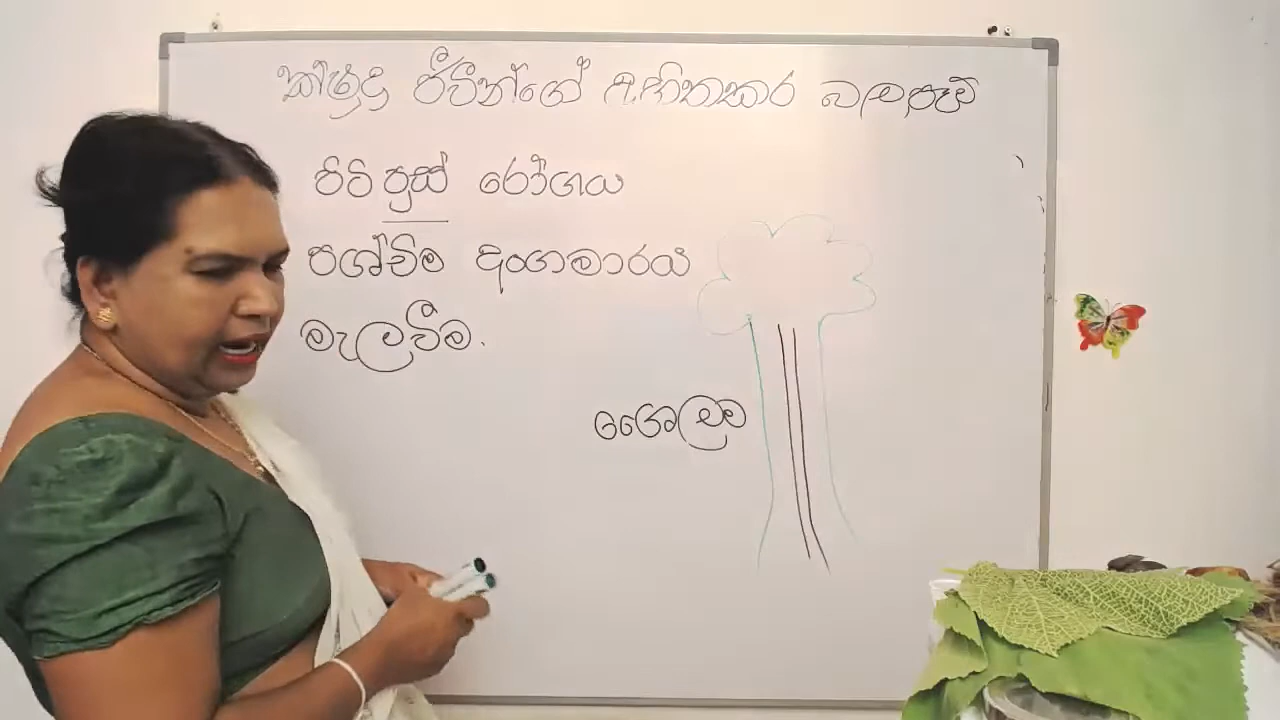 ක්ෂුද්‍ර ජීවීන්ගේ අහිතකර බලපෑම්
පිටි පුස් රෝගය
පශ්චිම අංගමාරය
මැලවීම.
ශෛලම